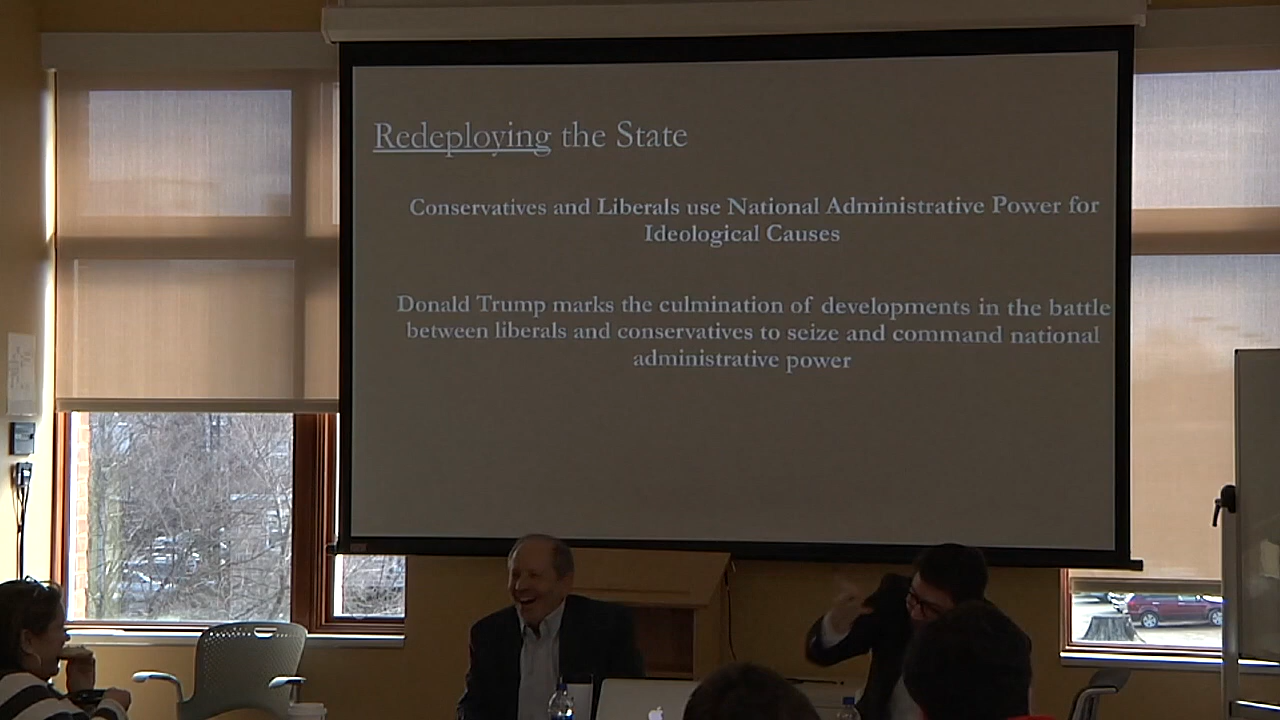 Redeploying the State
Conservatives and Liberals use National Administrative Power for
Ideological Causes
Donald Trump marks the culmination of developments in the battle
between liberals and conservatives to seize and command national
administrative power